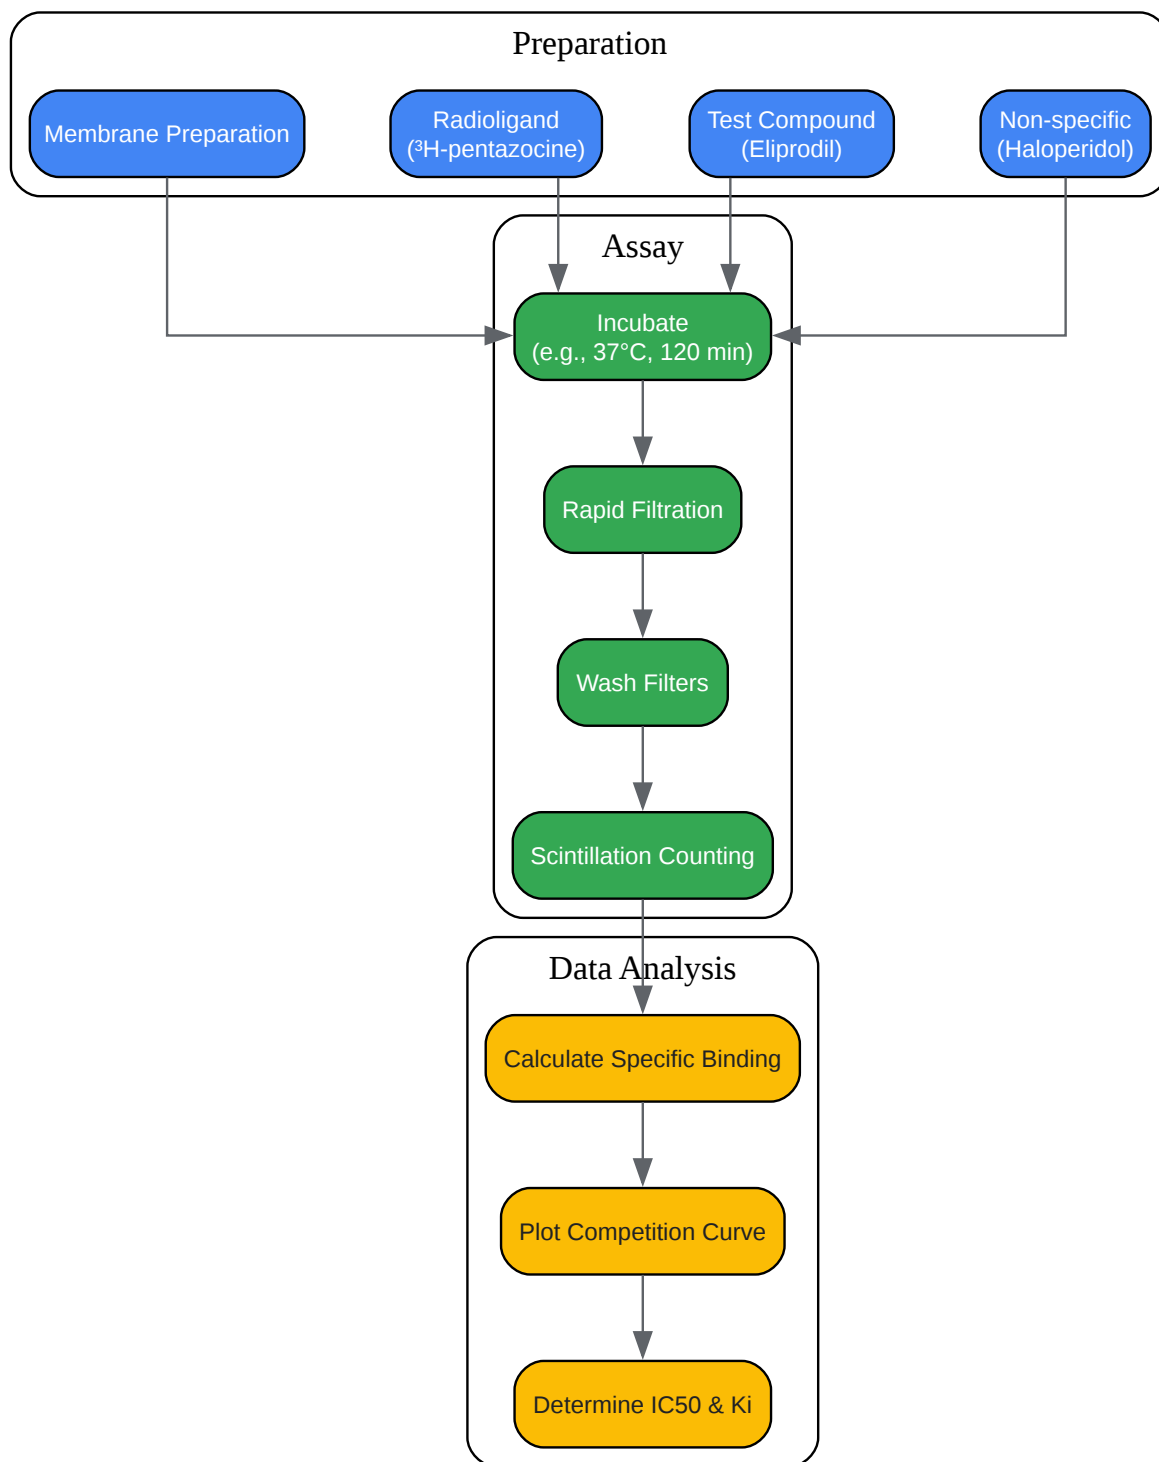 Preparation
Membrane Preparation
Radioligand
(³H-pentazocine)
Test Compound
(Eliprodil)
Non-specific
(Haloperidol)
Assay
Incubate
(e.g., 37°C, 120 min)
Rapid Filtration
Wash Filters
Scintillation Counting
Data Analysis
Calculate Specific Binding
Plot Competition Curve
Determine IC50 & Ki